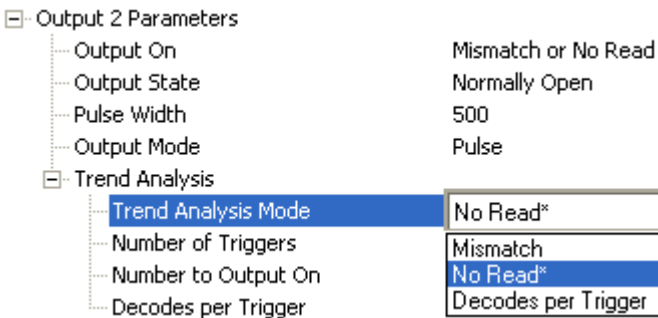 Output 2 Parameters
Output On Mismatch or No Read
Output State Normally Open
Pulse Width 500
Output Mode Pulse
Trend Analysis
Trend Analysis Mode No Read*
Number of Triggers Mismatch
Number to Output On No Read*
Decodes per Trigger Decodes per Trigger